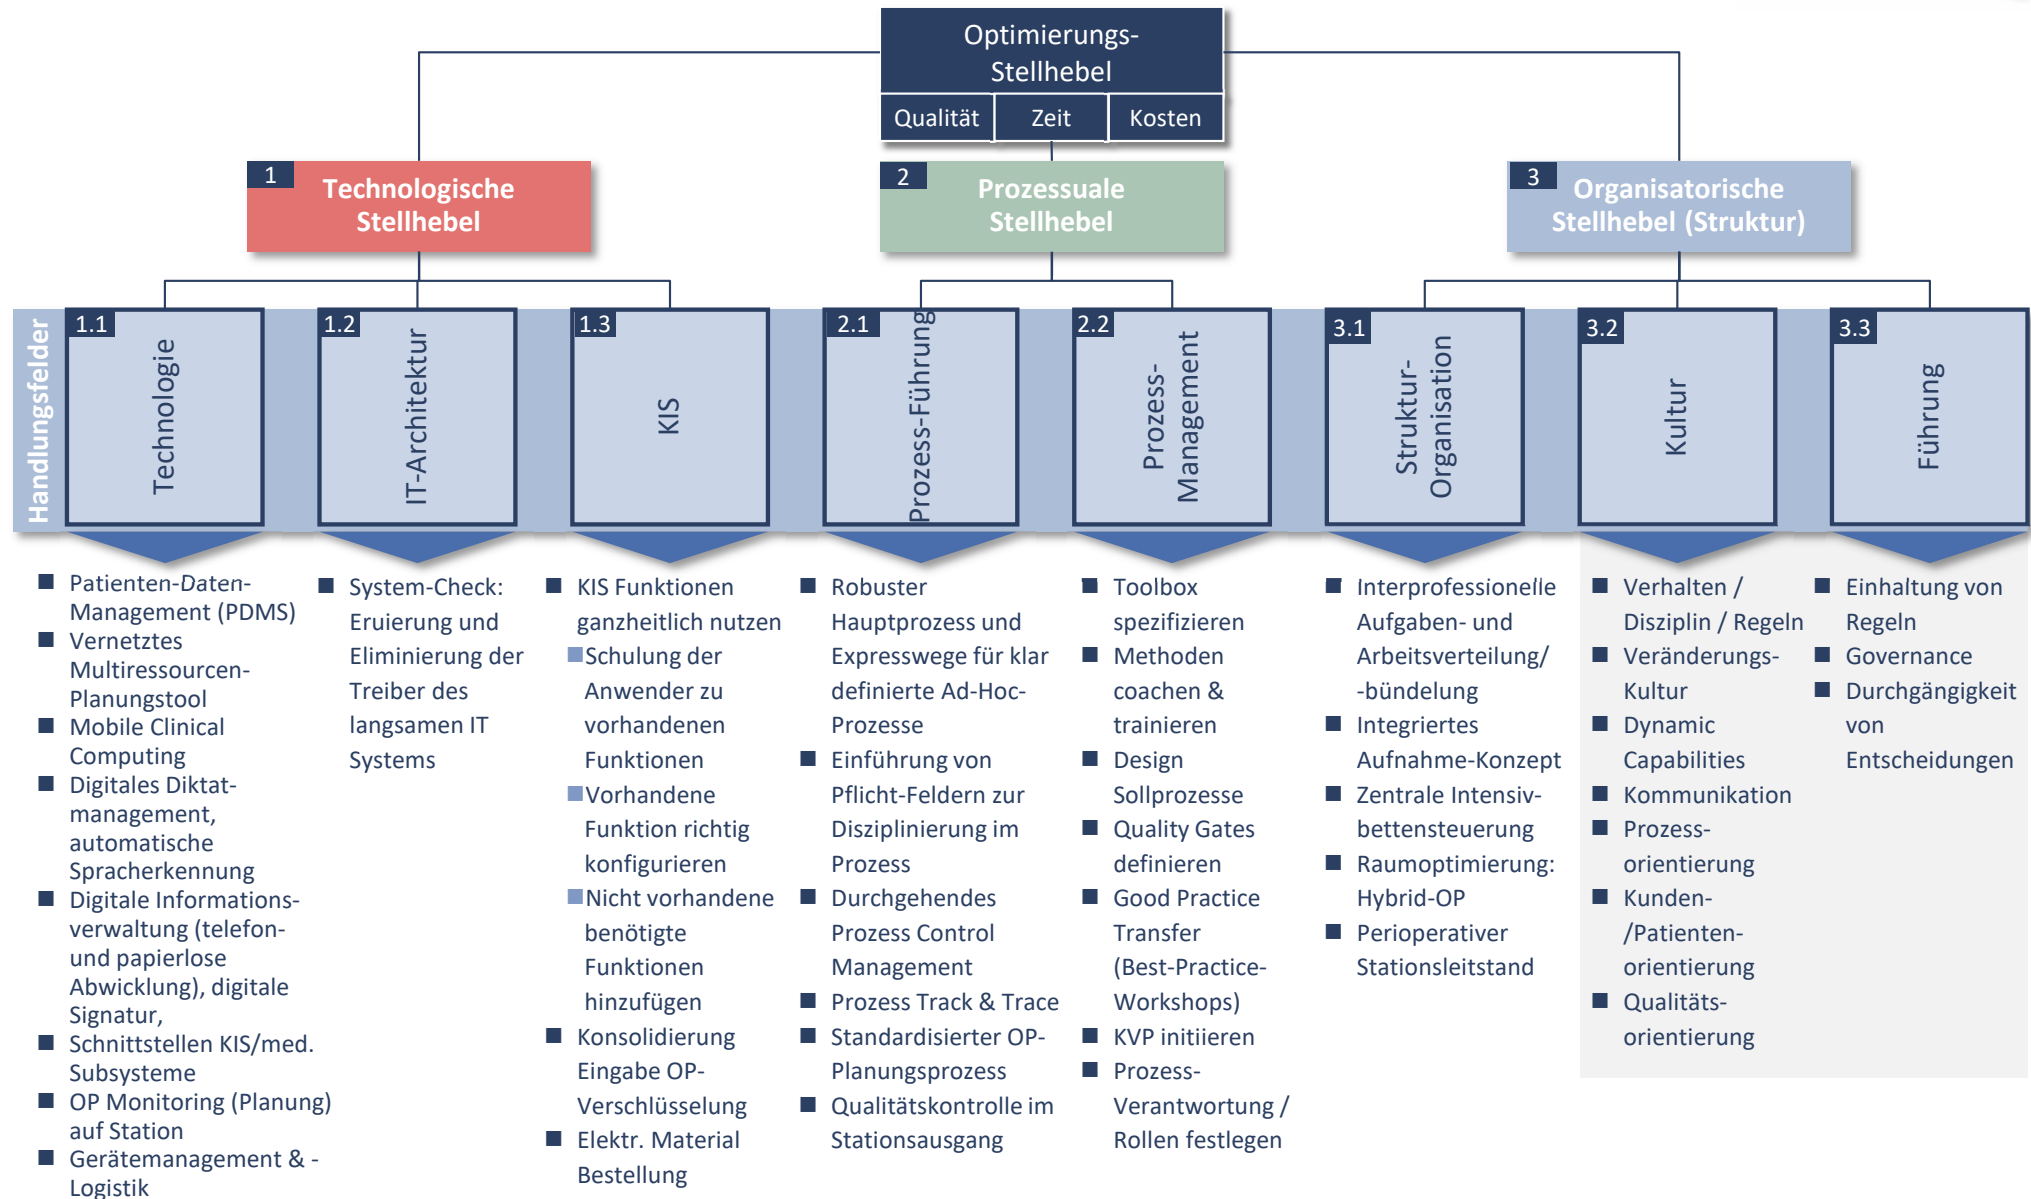 Optimierungs-
Stellhebel
Qualität
Zeit
Kosten
1
Technologische
Stellhebel
2
Prozessuale
Stellhebel
3
Organisatorische
Stellhebel (Struktur)
Handlungsfelder
1.1
Technologie
1.2
IT-Architektur
1.3
KIS
2.1
Prozess-Führung
2.2
Prozess-
Management
3.1
Struktur-
Organisation
3.2
Kultur
3.3
Führung
Patienten-Daten-
Management (PDMS)
Vernetztes
Multiressourcen-
Planungstool
Mobile Clinical
Computing
Digitales Diktat-
management,
automatische
Spracherkennung
Digitale Informations-
verwaltung (telefon-
und papierlose
Abwicklung), digitale
Signatur,
Schnittstellen KIS/med.
Subsysteme
OP Monitoring (Planung)
auf Station
Gerätemanagement & -
Logistik
System-Check:
Eruierung und
Eliminierung der
Treiber des
langsamen IT
Systems
KIS Funktionen
ganzheitlich nutzen
Schulung der
Anwender zu
vorhandenen
Funktionen
Vorhandene
Funktion richtig
konfigurieren
Nicht vorhandene
benötigte
Funktionen
hinzufügen
Konsolidierung
Eingabe OP-
Verschlüsselung
Elektr. Material
Bestellung
Robuster
Hauptprozess und
Expresswege für klar
definierte Ad-Hoc-
Prozesse
Einführung von
Pflicht-Feldern zur
Disziplinierung im
Prozess
Durchgehendes
Prozess Control
Management
Prozess Track & Trace
Standardisierter OP-
Planungsprozess
Qualitätskontrolle im
Stationsausgang
Toolbox
spezifizieren
Methoden
coachen &
trainieren
Design
Sollprozesse
Quality Gates
definieren
Good Practice
Transfer
(Best-Practice-
Workshops)
KVP initiieren
Prozess-
Verantwortung /
Rollen festlegen
Interprofessionelle
Aufgaben- und
Arbeitsverteilung/
-bündelung
Integriertes
Aufnahme-Konzept
Zentrale Intensiv-
bettensteuerung
Raumoptimierung:
Hybrid-OP
Perioperativer
Stationsleitstand
Verhalten /
Disziplin / Regeln
Veränderungs-
Kultur
Dynamic
Capabilities
Kommunikation
Prozess-
orientierung
Kunden-
/Patienten-
orientierung
Qualitäts-
orientierung
Einhaltung von
Regeln
Governance
Durchgängigkeit
von
Entscheidungen